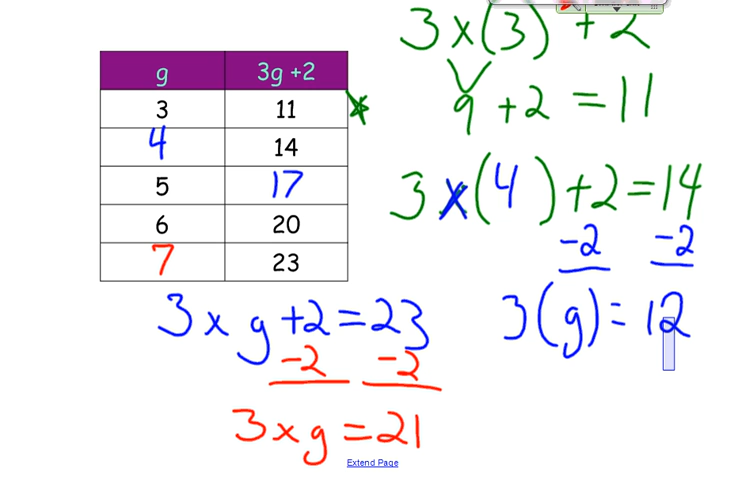 3 x (3) + 2
9 + 2 = 11
g 3g +2
3 11
4 14
5 17
6 20
7 23
3 x (4) + 2 = 14
-2 -2
3 (g) = 12
3 x g + 2 = 23
-2 -2
3 x g = 21
Extend Page